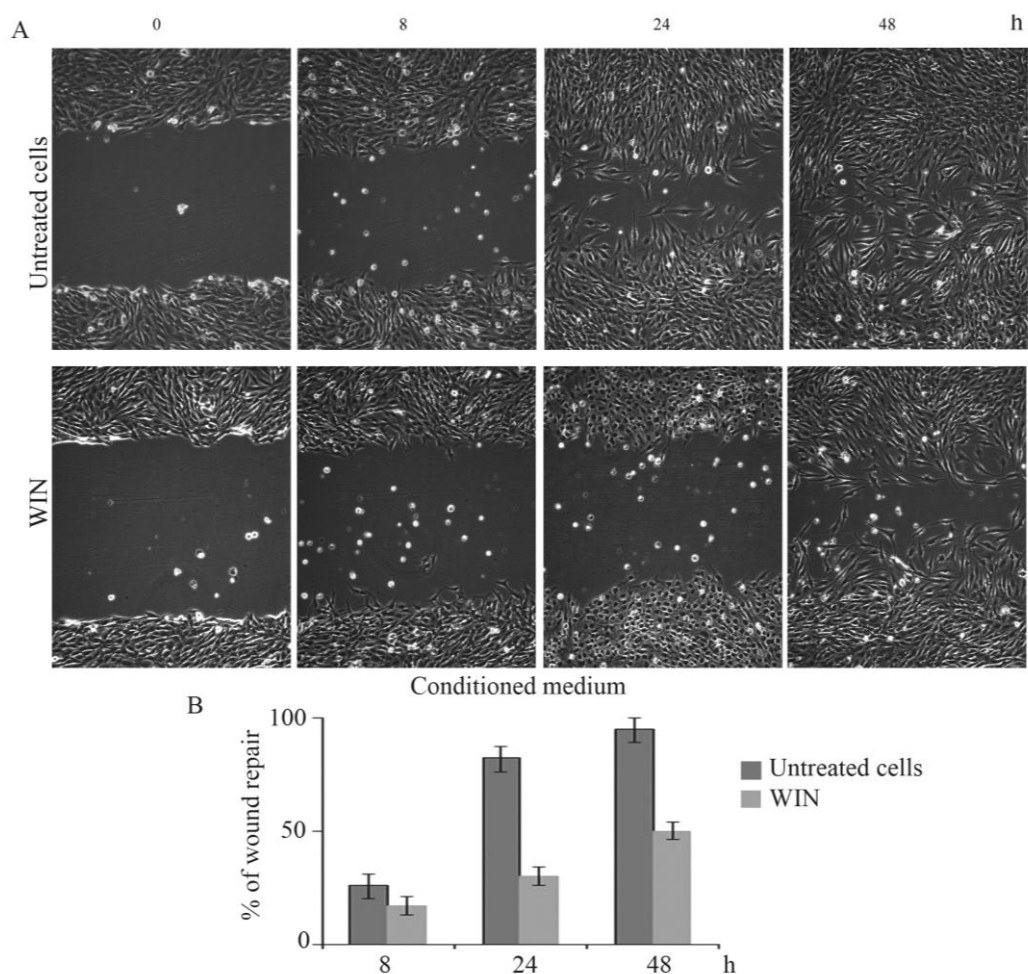 A
0 8 24 48 h
Untreated cells
WIN
Conditioned medium
B
% of wound repair
100
50
0
8 24 48 h
Untreated cells
WIN